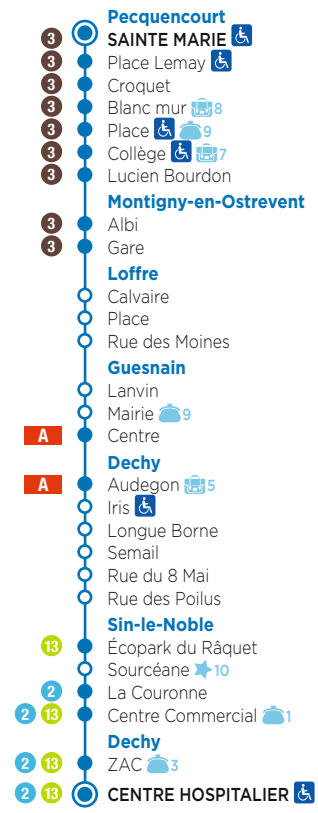 Pecquencourt
3 SAINTE MARIE
3 Place Lemay
3 Croquet
3 Blanc mur 8
3 Place 9
3 Collège 7
3 Lucien Bourdon
Montigny-en-Ostrevent
3 Albi
3 Gare
Loffre
Calvaire
Place
Rue des Moines
Guesnain
Lanvin
Mairie 9
A Centre
Dechy
A Audegon 5
Iris
Longue Borne
Semail
Rue du 8 Mai
Rue des Poilus
Sin-le-Noble
13 Écopark du Râquet
Sourcéane 10
2 La Couronne
2 13 Centre Commercial 1
Dechy
2 13 ZAC 3
2 13 CENTRE HOSPITALIER